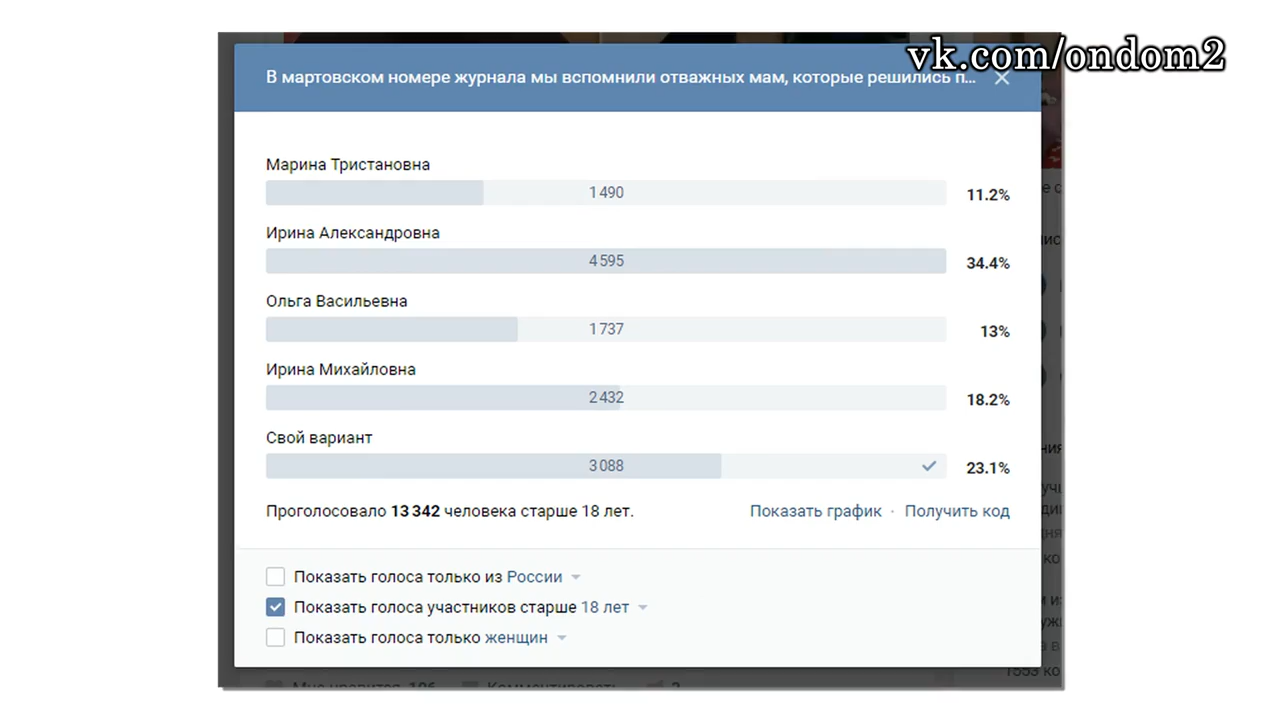 vk.com/ondom2
В мартовском номере журнала мы вспомнили отважных мам, которые решились п...
Марина Тристановна
1 490
11.2%
Ирина Александровна
4 595
34.4%
Ольга Васильевна
1 737
13%
Ирина Михайловна
2 432
18.2%
Свой вариант
3 088
23.1%
Проголосовало 13 342 человека старше 18 лет.
Показать график · Получить код
Показать голоса только из России
Показать голоса участников старше 18 лет
Показать голоса только женщин